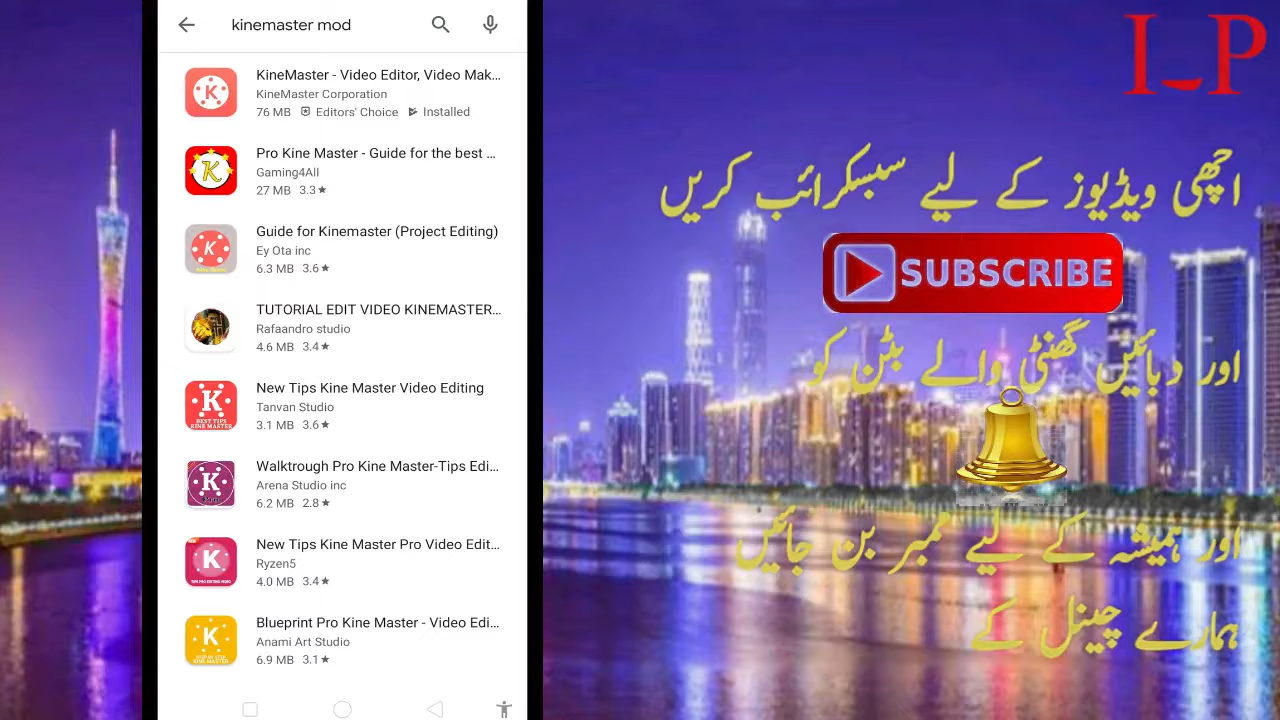 kinemaster mod
KineMaster - Video Editor, Video Mak...
KineMaster Corporation
76 MB Editors' Choice Installed
Pro Kine Master - Guide for the best ...
Gaming4All
27 MB 3.3★
Guide for Kinemaster (Project Editing)
Ey Ota inc
6.3 MB 3.6★
TUTORIAL EDIT VIDEO KINEMASTER...
Rafaandro studio
4.6 MB 3.4★
New Tips Kine Master Video Editing
Tanvan Studio
3.1 MB 3.6★
BEST TIPS
KINE MASTER
Walktrough Pro Kine Master-Tips Edi...
Arena Studio inc
6.2 MB 2.8★
New Tips Kine Master Pro Video Edit...
Ryzen5
4.0 MB 3.4★
Blueprint Pro Kine Master - Video Edi...
Anami Art Studio
6.9 MB 3.1★
LP
اچھی ویڈیوز کے لیے سبسکرائب کریں
SUBSCRIBE
اور دبائیں گھنٹی والے بٹن کو
اور ہمیشہ کے لیے ممبر بن جائیں
ہمارے چینل کے